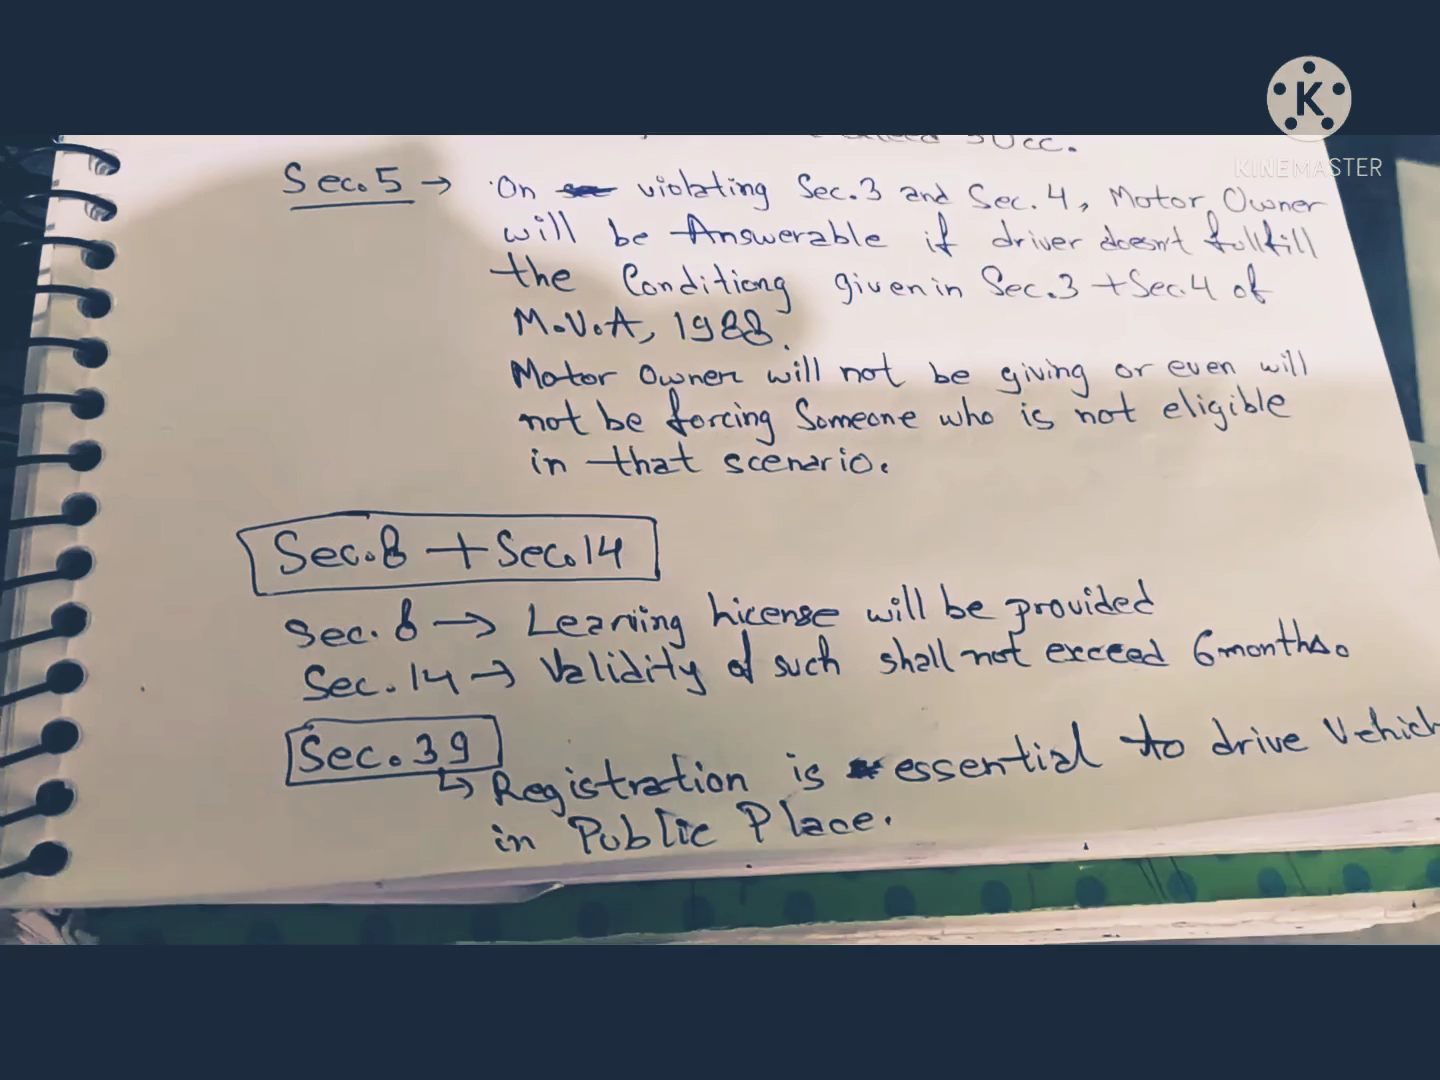 50cc.
K
KINEMASTER
Sec.5 → On violating Sec.3 and Sec.4, Motor Owner
will be Answerable if driver doesn't fullfill
the Conditions given in Sec.3 + Sec.4 of
M.V.A, 1988.
Motor Owner will not be giving or even will
not be forcing Someone who is not eligible
in that scenario.
Sec.8 + Sec.14
Sec.8 → Learning License will be provided
Sec.14 → Validity of such shall not exceed 6 months.
Sec.39
↳ Registration is essential to drive Vehicl
in Public Place.